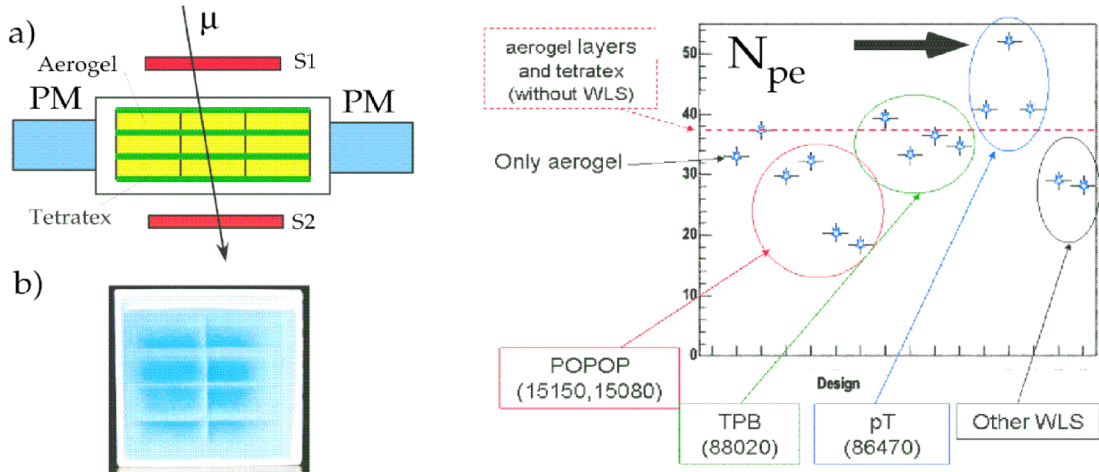 a)
μ
Aerogel
S1
PM
PM
Tetratex
S2
b)
aerogel layers
and tetratex
(without WLS)
Only aerogel
N pe
50
40
30
20
10
0
Design
POPOP
(15150,15080)
TPB
(88020)
pT
(86470)
Other WLS